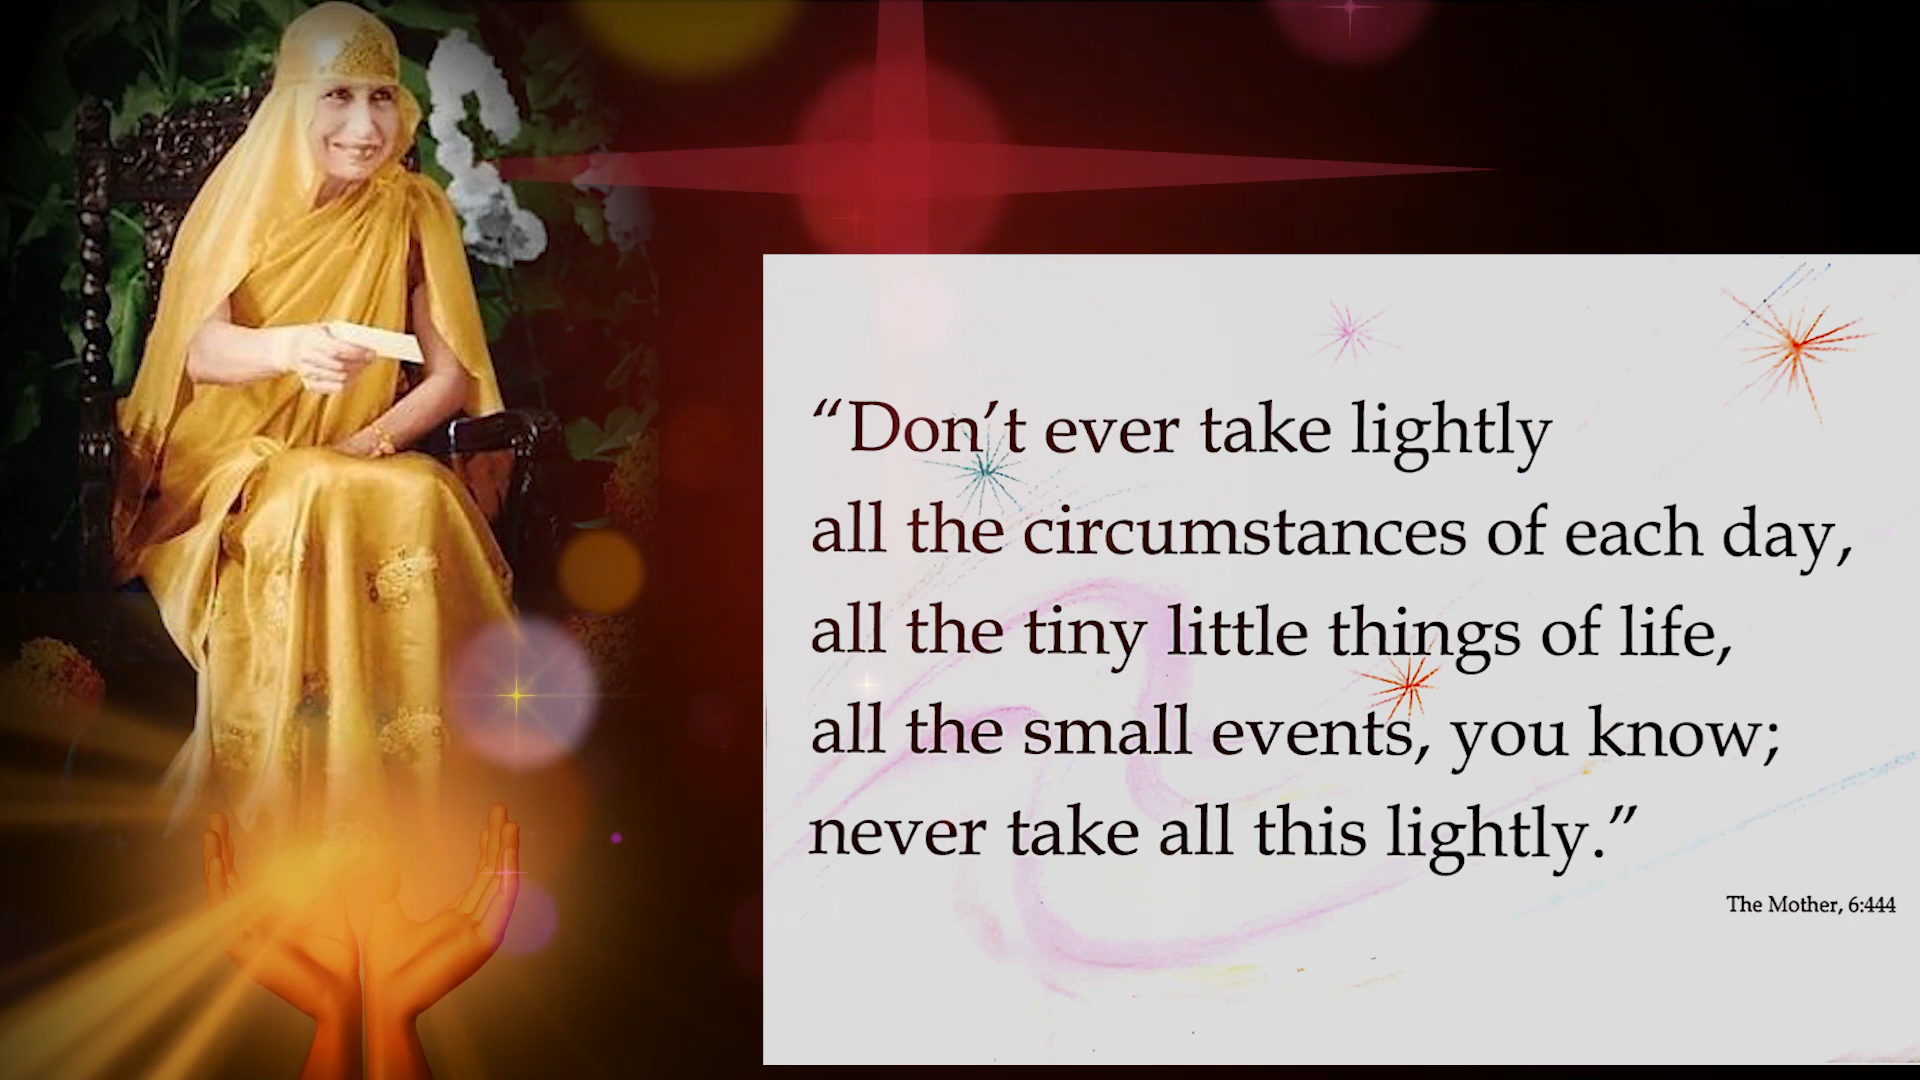 “Don’t ever take lightly
all the circumstances of each day,
all the tiny little things of life,
all the small events, you know;
never take all this lightly.”
The Mother, 6:444